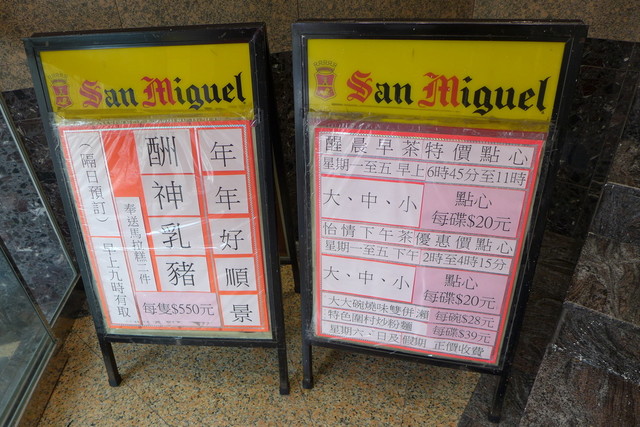 San Miguel
年年好順景
酬神乳豬
每隻$550元
奉送馬拉糕二件
(隔日預訂)早上九時有取
San Miguel
醒晨早茶特價點心
星期一至五早上6時45分至11時
大、中、小 點心
每碟$20元
怡情下午茶優惠價點心
星期一至五下午2時至4時15分
大、中、小 點心
每碟$20元
大大碗燒味雙併瀨 每碗$28元
特色圍村炒粉麵 每碟$39元
星期六、日及假期 正價收費